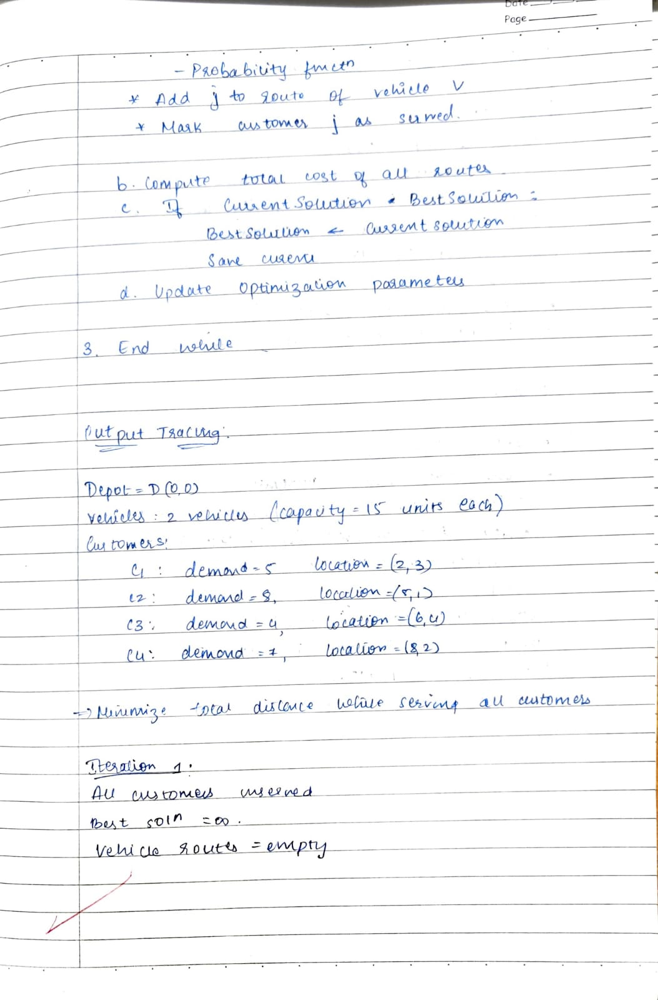 Date
Page
- Probability functn
* Add j to route of vehicle V
* Mark customer j as served.
b. Compute total cost of all routes
c. If Current Solution Best Solution :
Best Solution ← Current solution
Save
d. Update Optimization parameters
3. End while
Output Tracing:
Depot = D (0,0)
Vehicles : 2 vehicles (capacity = 15 units each)
Customers:
C1 : demand = 5 location = (2,3)
C2 : demand = 8, location = ( ,1)
C3 : demand = 4, location = (6,4)
C4 : demand = 7, location = (8,2)
=> Minimize total distance while serving all customers
Iteration 1 :
All customers unserved
Best soln = ∞ .
Vehicle routes = empty